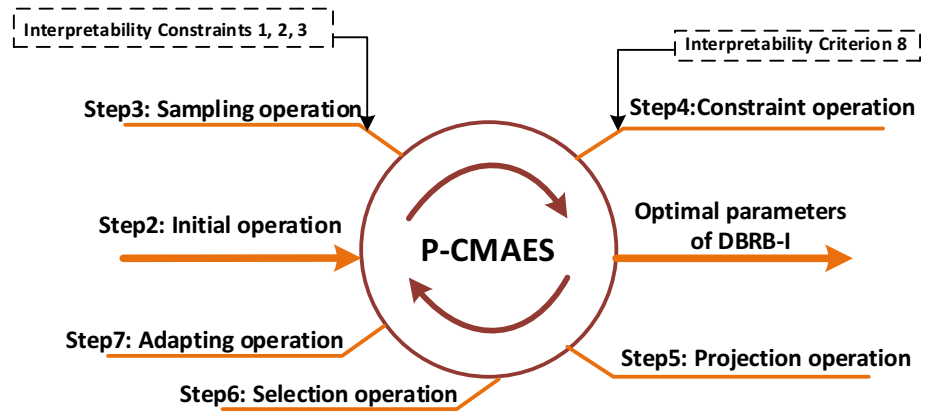 Interpretability Constraints 1, 2, 3
Interpretability Criterion 8
Step3: Sampling operation
Step4:Constraint operation
Step2: Initial operation
P-CMAES
Optimal parameters
of DBRB-I
Step7: Adapting operation
Step5: Projection operation
Step6: Selection operation